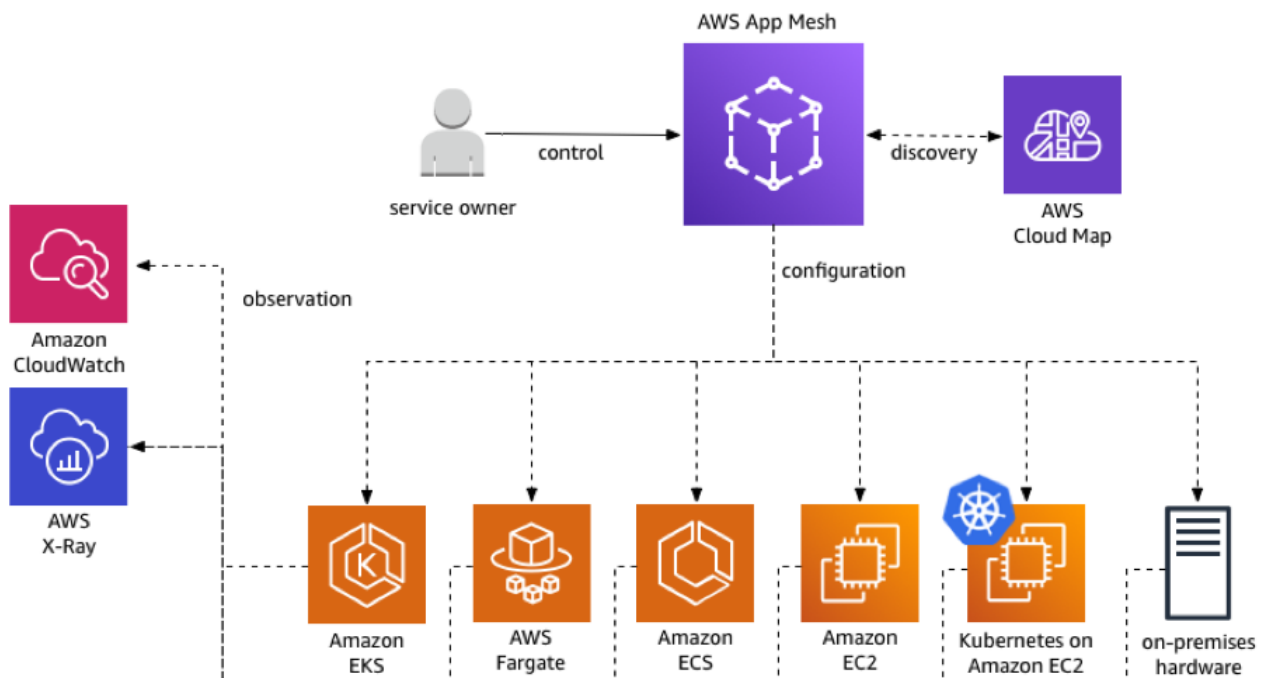 AWS App Mesh
control
discovery
service owner
AWS
Cloud Map
configuration
observation
Amazon
CloudWatch
AWS
X-Ray
K
Amazon
EKS
AWS
Fargate
Amazon
ECS
Amazon
EC2
Kubernetes on
Amazon EC2
on-premises
hardware